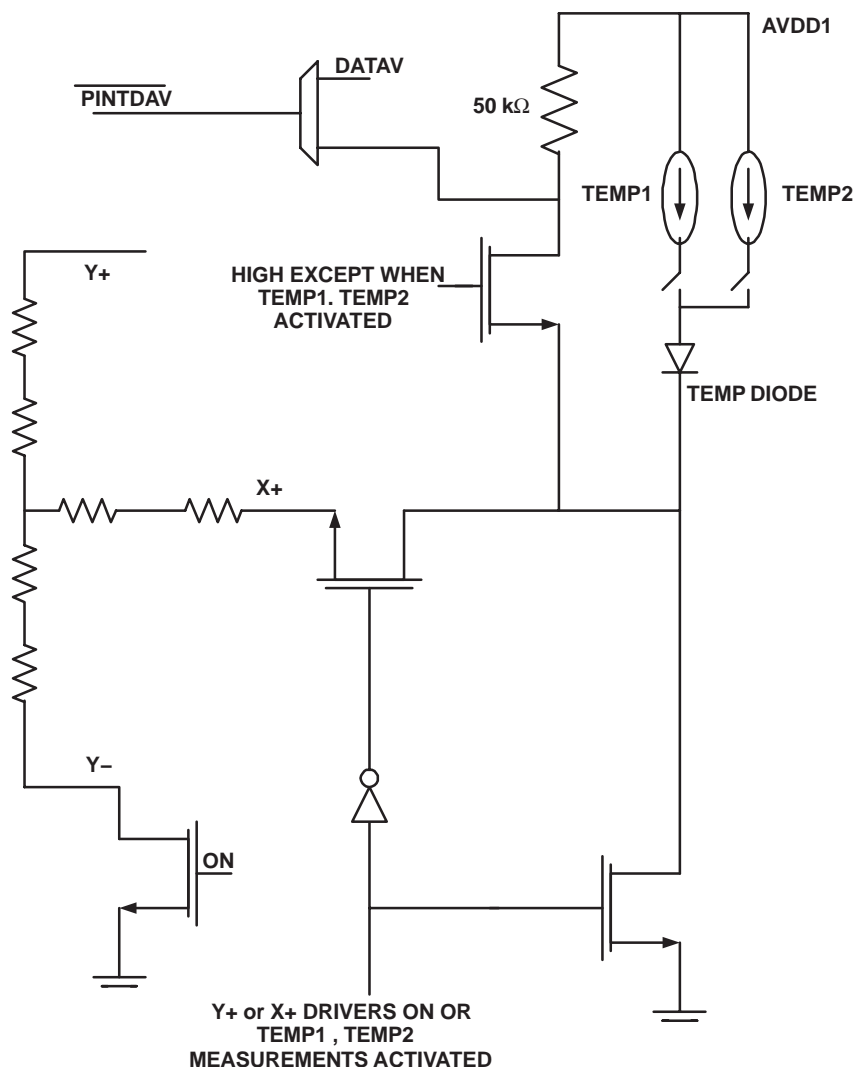 AVDD1
DATAV
PINTDAV
50 kΩ
TEMP1
TEMP2
Y+
HIGH EXCEPT WHEN
TEMP1. TEMP2
ACTIVATED
TEMP DIODE
X+
Y–
ON
Y+ or X+ DRIVERS ON OR
TEMP1 , TEMP2
MEASUREMENTS ACTIVATED